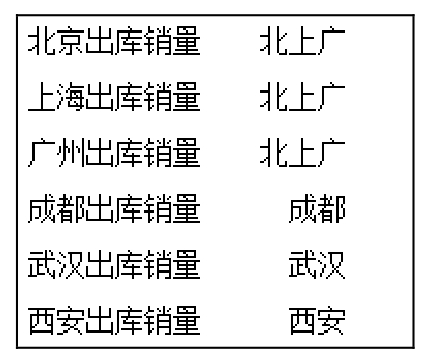 北京出库销量 北上广
上海出库销量 北上广
广州出库销量 北上广
成都出库销量 成都
武汉出库销量 武汉
西安出库销量 西安